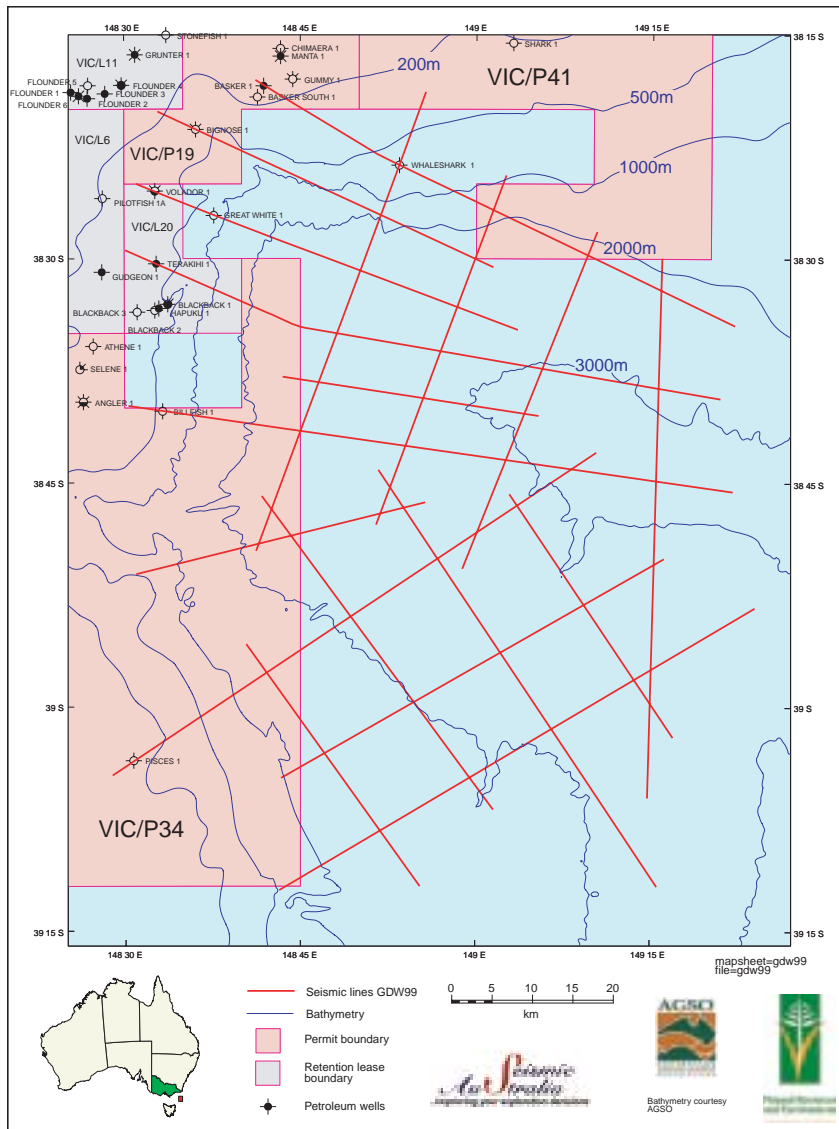 148 30 E
148 45 E
149 E
149 15 E
38 15 S
38 15 S
STONEFISH 1
CHIMAERA 1
MANTA 1
SHARK 1
GRUNTER 1
VIC/L11
200m
VIC/P41
FLOUNDER 5
FLOUNDER 4
GUMMY 1
BASKER 1
FLOUNDER 1
FLOUNDER 3
BASKER SOUTH 1
FLOUNDER 6
FLOUNDER 2
500m
BIGNOSE 1
VIC/L6
VIC/P19
WHALESHARK 1
1000m
VOLADOR 1
PILOTFISH 1A
GREAT WHITE 1
VIC/L20
2000m
38 30 S
38 30 S
TERAKIHI 1
GUDGEON 1
BLACKBACK 1
BLACKBACK 3
HAPUKU 1
BLACKBACK 2
ATHENE 1
3000m
SELENE 1
ANGLER 1
BILLFISH 1
38 45 S
38 45 S
39 S
39 S
PISCES 1
VIC/P34
39 15 S
39 15 S
148 30 E
148 45 E
149 E
149 15 E
mapsheet=gdw99
file=gdw99
Seismic lines GDW99
Bathymetry
Permit boundary
Retention lease
boundary
Petroleum wells
0 10 20
km
Seismic
Australia
AGSO
Bathymetry courtesy
AGSO